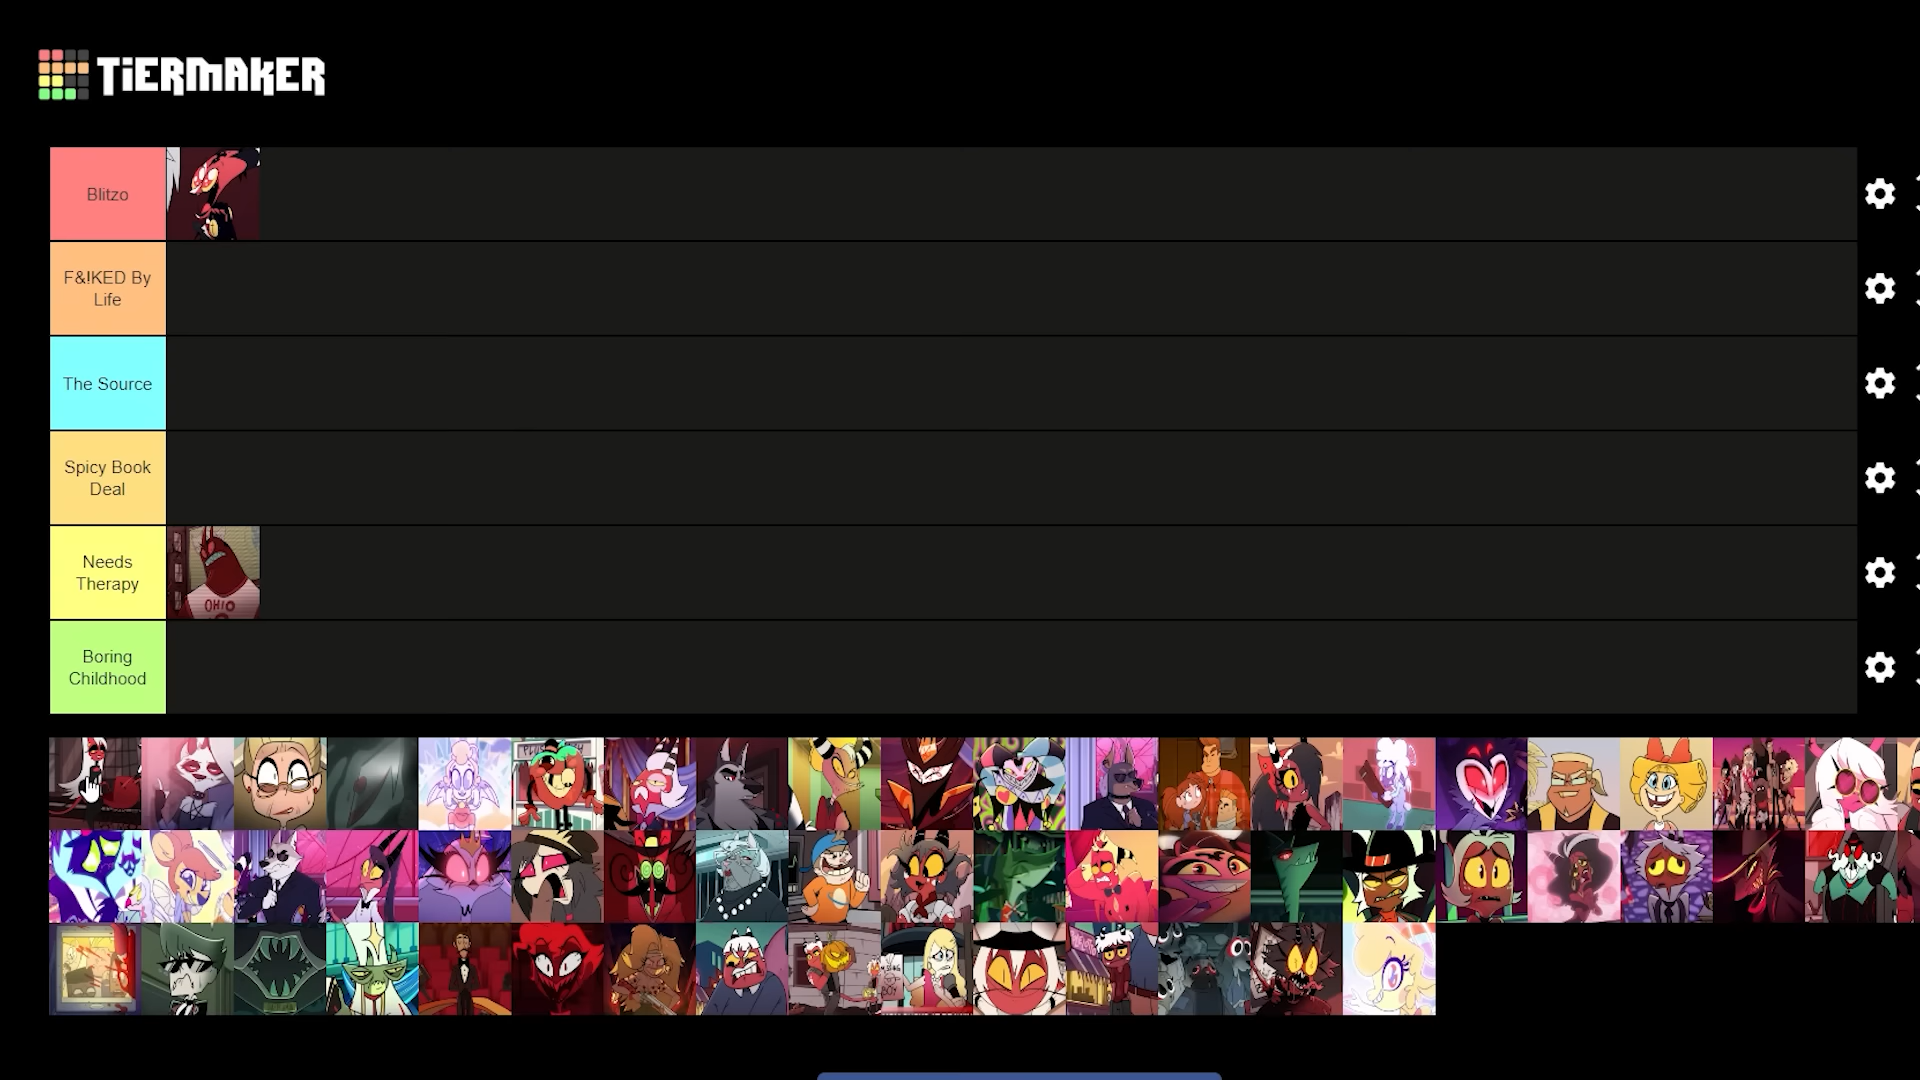 TiERMAKER
Blitzo
F&!KED By
Life
The Source
Spicy Book
Deal
Needs
Therapy
OHIO
Boring
Childhood